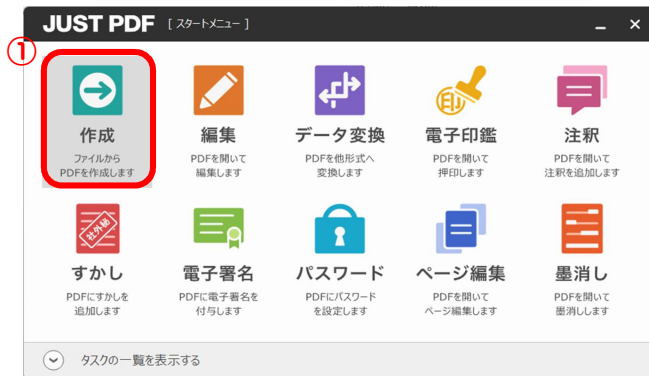 JUST PDF [ スタートメニュー ]
①
作成
ファイルから
PDFを作成します
編集
PDFを開いて
編集します
データ変換
PDFを他形式へ
変換します
電子印鑑
PDFを開いて
押印します
注釈
PDFを開いて
注釈を追加します
社外秘
すかし
PDFにすかしを
追加します
電子署名
PDFに電子署名を
付与します
パスワード
PDFにパスワード
を設定します
ページ編集
PDFを開いて
ページ編集します
墨消し
PDFを開いて
墨消しします
タスクの一覧を表示する